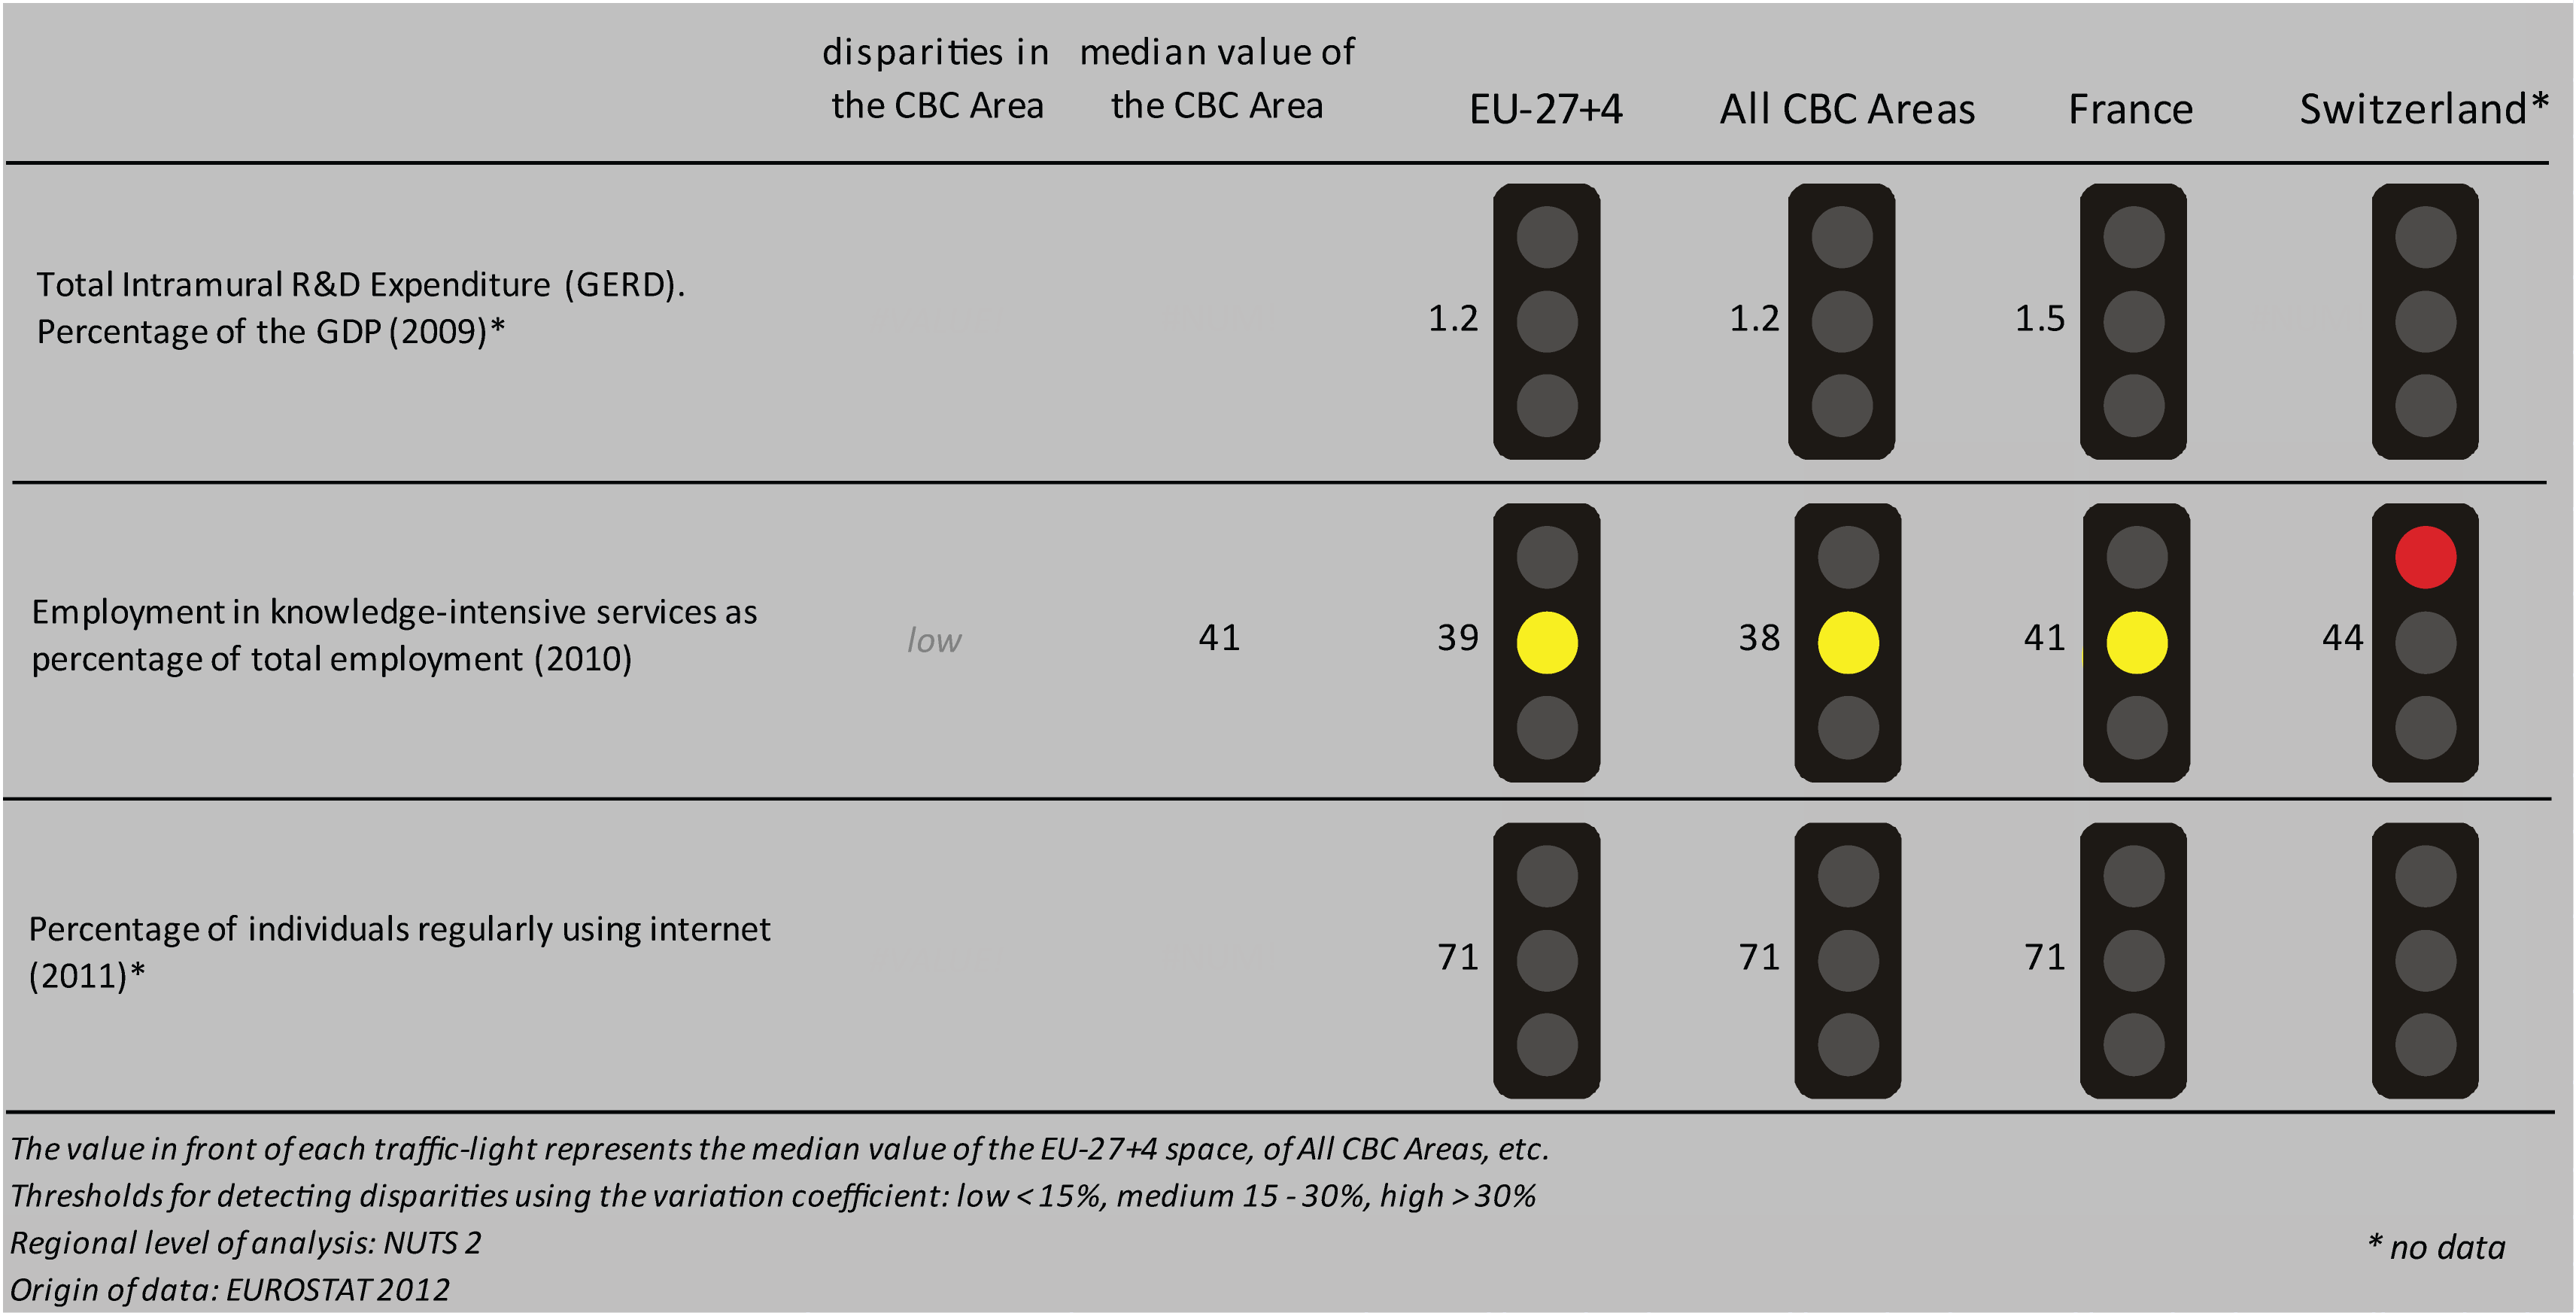 disparities in median value of
the CBC Area the CBC Area EU-27+4 All CBC Areas France Switzerland*
Total Intramural R&D Expenditure (GERD).
Percentage of the GDP (2009)*
1.2 1.2 1.5
Employment in knowledge-intensive services as
percentage of total employment (2010)
low 41 39 38 41 44
Percentage of individuals regularly using internet
(2011)*
71 71 71
The value in front of each traffic-light represents the median value of the EU-27+4 space, of All CBC Areas, etc.
Thresholds for detecting disparities using the variation coefficient: low < 15%, medium 15 - 30%, high > 30%
Regional level of analysis: NUTS 2
* no data
Origin of data: EUROSTAT 2012